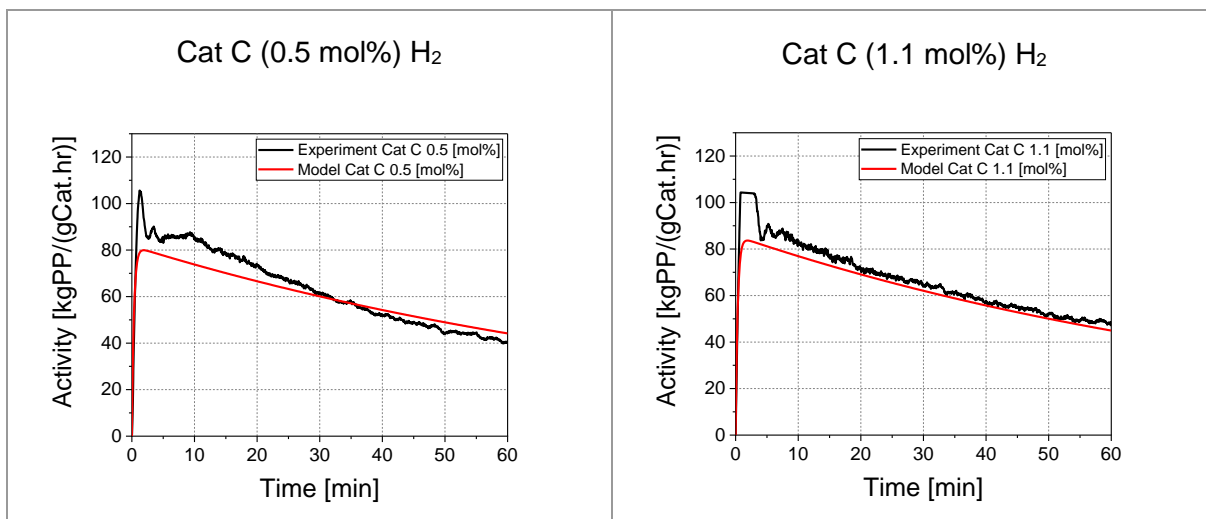 Cat C (0.5 mol%) H₂
Activity [kgPP/(gCat.hr)]
120
100
80
60
40
20
0
Experiment Cat C 0.5 [mol%]
Model Cat C 0.5 [mol%]
0 10 20 30 40 50 60
Time [min]
Cat C (1.1 mol%) H₂
Activity [kgPP/(gCat.hr)]
120
100
80
60
40
20
0
Experiment Cat C 1.1 [mol%]
Model Cat C 1.1 [mol%]
0 10 20 30 40 50 60
Time [min]